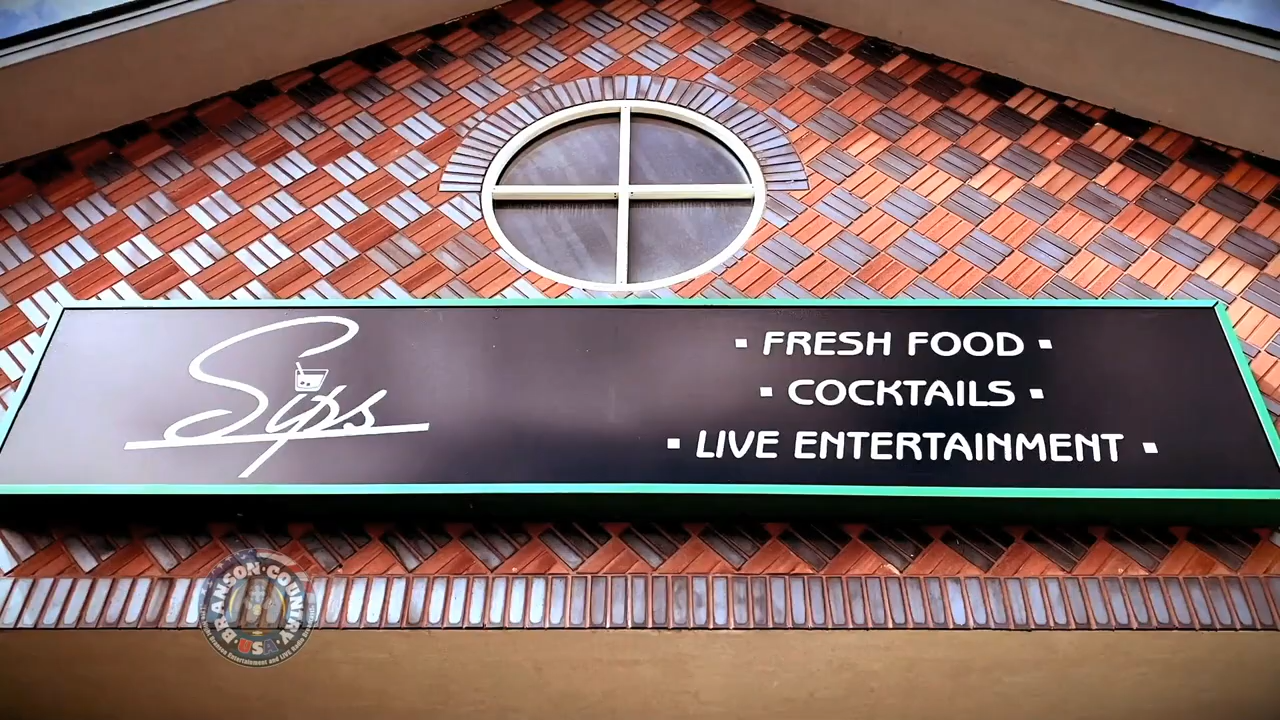 Sips
▪ FRESH FOOD ▪
▪ COCKTAILS ▪
▪ LIVE ENTERTAINMENT ▪
BRANSON COUNTRY
USA